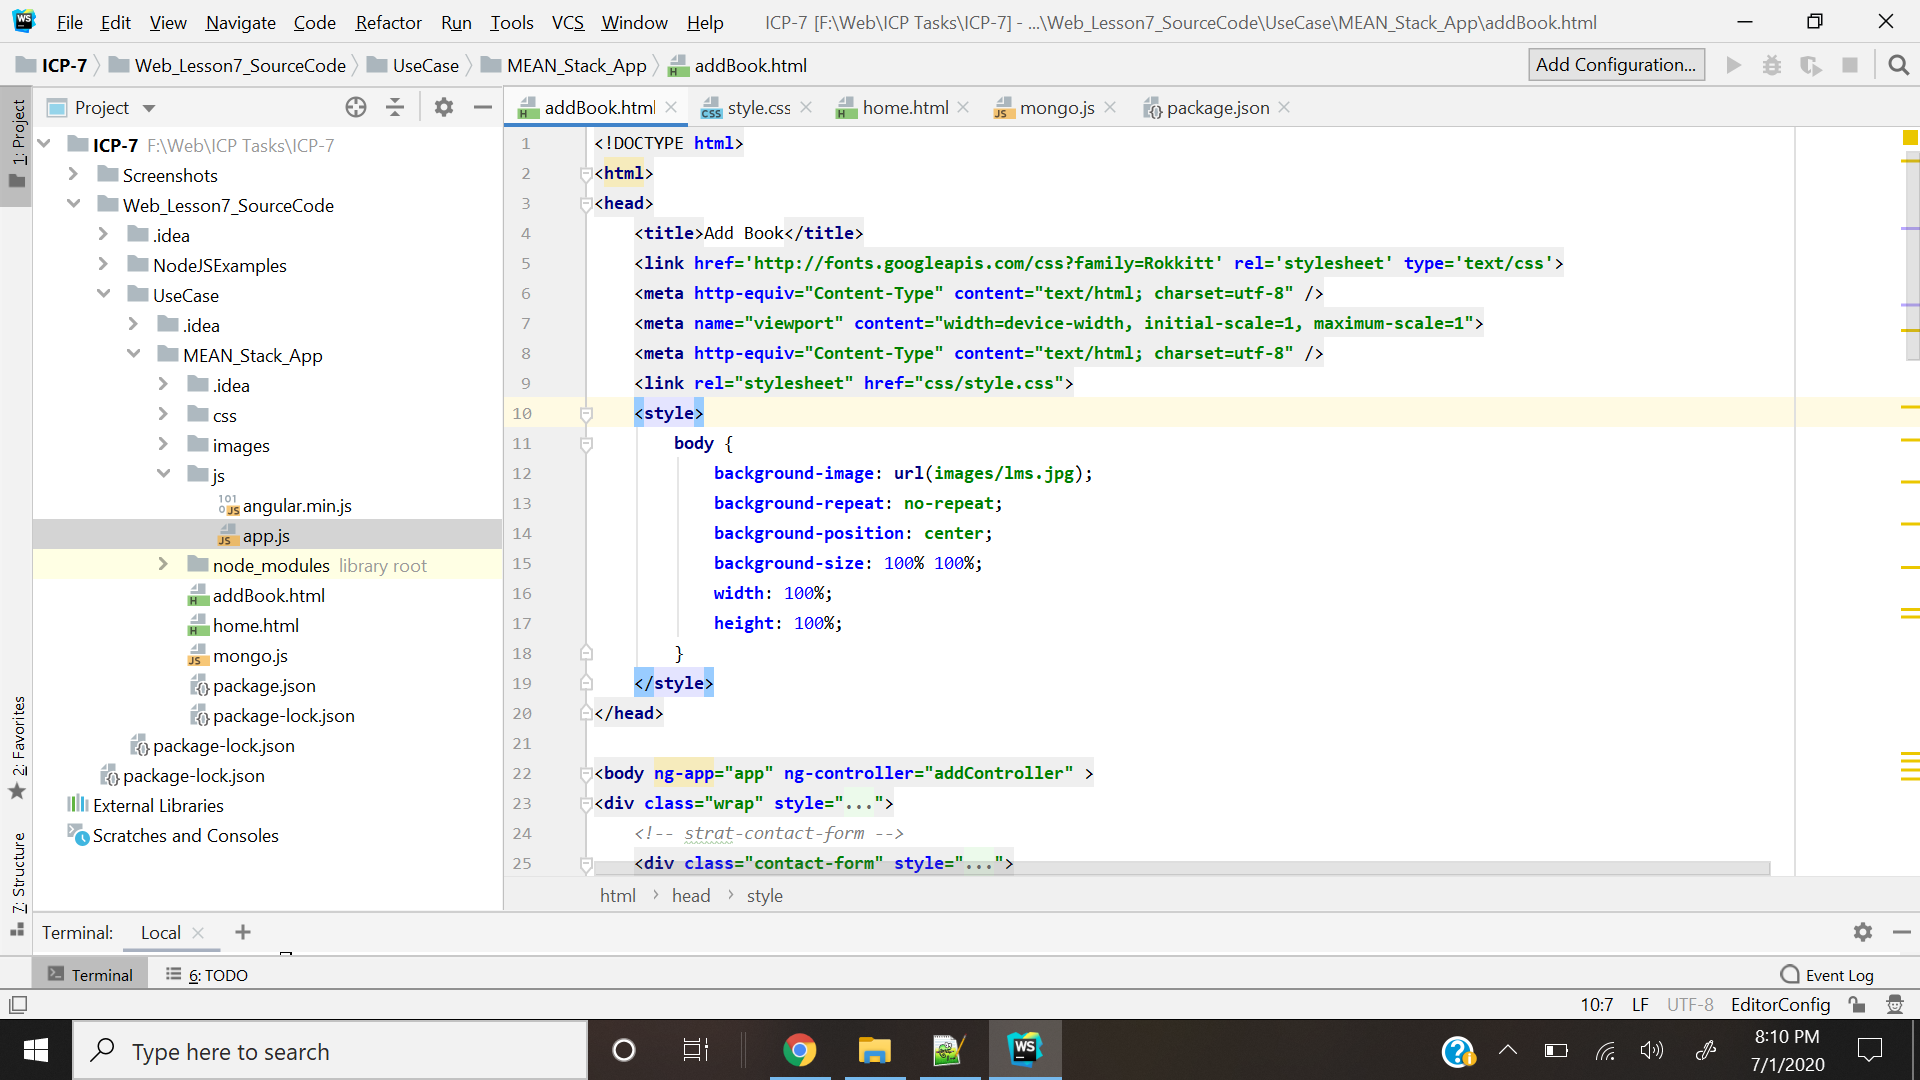 File Edit View Navigate Code Refactor Run Tools VCS Window Help ICP-7 [F:\Web\ICP Tasks\ICP-7] - ...\Web_Lesson7_SourceCode\UseCase\MEAN_Stack_App\addBook.html
ICP-7 Web_Lesson7_SourceCode UseCase MEAN_Stack_App addBook.html Add Configuration...
Project
addBook.html style.css home.html mongo.js package.json
1: Project
2: Favorites
7: Structure
ICP-7 F:\Web\ICP Tasks\ICP-7
Screenshots
Web_Lesson7_SourceCode
.idea
NodeJSExamples
UseCase
.idea
MEAN_Stack_App
.idea
css
images
js
angular.min.js
app.js
node_modules library root
addBook.html
home.html
mongo.js
package.json
package-lock.json
package-lock.json
package-lock.json
External Libraries
Scratches and Consoles
1 <!DOCTYPE html>
2 <html>
3 <head>
4 <title>Add Book</title>
5 <link href='http://fonts.googleapis.com/css?family=Rokkitt' rel='stylesheet' type='text/css'>
6 <meta http-equiv="Content-Type" content="text/html; charset=utf-8" />
7 <meta name="viewport" content="width=device-width, initial-scale=1, maximum-scale=1">
8 <meta http-equiv="Content-Type" content="text/html; charset=utf-8" />
9 <link rel="stylesheet" href="css/style.css">
10 <style>
11 body {
12 background-image: url(images/lms.jpg);
13 background-repeat: no-repeat;
14 background-position: center;
15 background-size: 100% 100%;
16 width: 100%;
17 height: 100%;
18 }
19 </style>
20 </head>
21
22 <body ng-app="app" ng-controller="addController" >
23 <div class="wrap" style="...">
24 <!-- strat-contact-form -->
25 <div class="contact-form" style="...">
html head style
Terminal: Local
Terminal 6: TODO Event Log
10:7 LF UTF-8 EditorConfig
Type here to search
WS
8:10 PM
7/1/2020